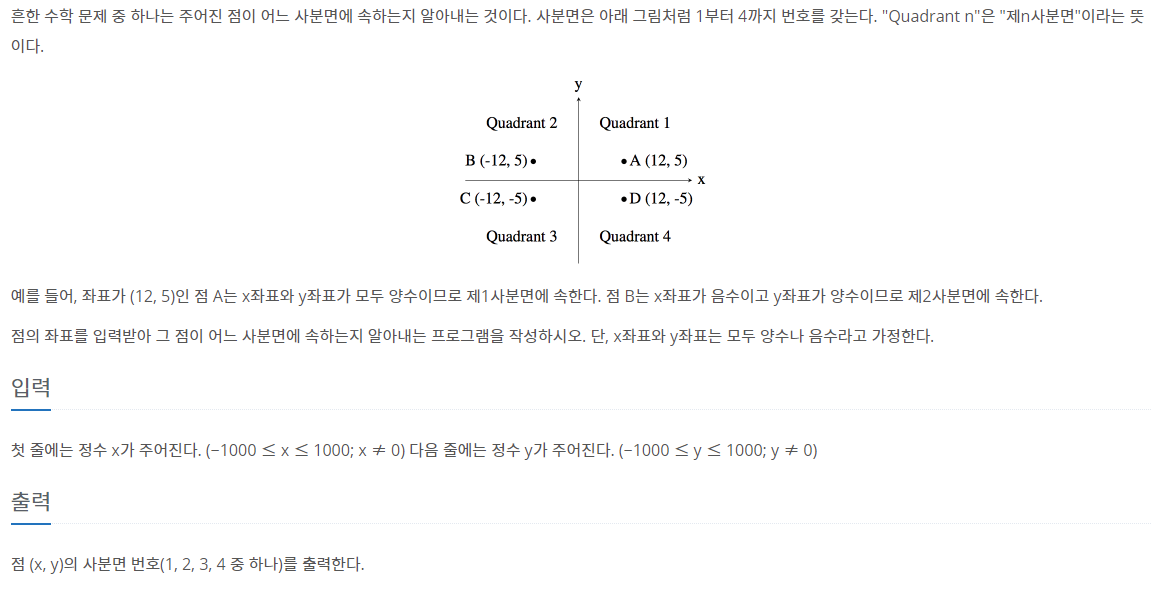 흔한 수학 문제 중 하나는 주어진 점이 어느 사분면에 속하는지 알아내는 것이다. 사분면은 아래 그림처럼 1부터 4까지 번호를 갖는다. "Quadrant n"은 "제n사분면"이라는 뜻
이다.
y
Quadrant 2 Quadrant 1
B (-12, 5) A (12, 5)
x
C (-12, -5) D (12, -5)
Quadrant 3 Quadrant 4
예를 들어, 좌표가 (12, 5)인 점 A는 x좌표와 y좌표가 모두 양수이므로 제1사분면에 속한다. 점 B는 x좌표가 음수이고 y좌표가 양수이므로 제2사분면에 속한다.
점의 좌표를 입력받아 그 점이 어느 사분면에 속하는지 알아내는 프로그램을 작성하시오. 단, x좌표와 y좌표는 모두 양수나 음수라고 가정한다.
입력
첫 줄에는 정수 x가 주어진다. (−1000 ≤ x ≤ 1000; x ≠ 0) 다음 줄에는 정수 y가 주어진다. (−1000 ≤ y ≤ 1000; y ≠ 0)
출력
점 (x, y)의 사분면 번호(1, 2, 3, 4 중 하나)를 출력한다.